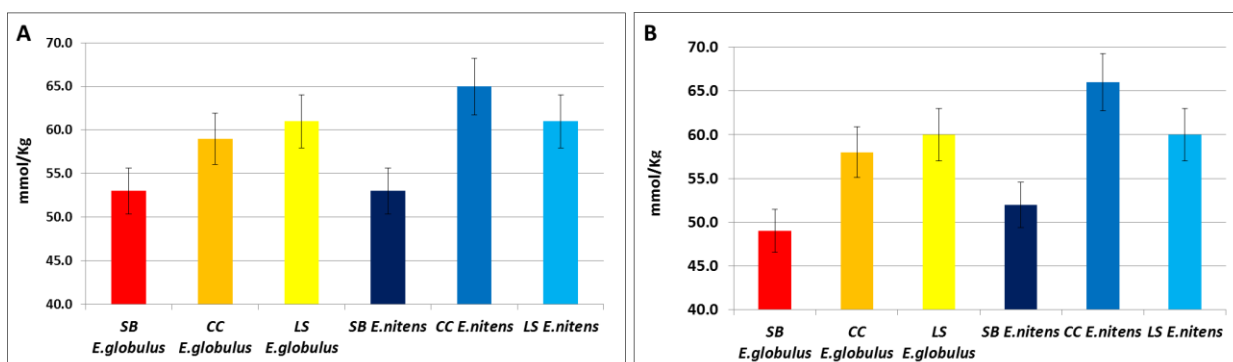 A
mmol/Kg
70.0
65.0
60.0
55.0
50.0
45.0
40.0
SB
E.globulus
CC
E.globulus
LS
E.globulus
SB E.nitens
CC E.nitens
LS E.nitens
B
mmol/Kg
70.0
65.0
60.0
55.0
50.0
45.0
40.0
SB
E.globulus
CC
E.globulus
LS
E.globulus
SB E.nitens
CC E.nitens
LS E.nitens